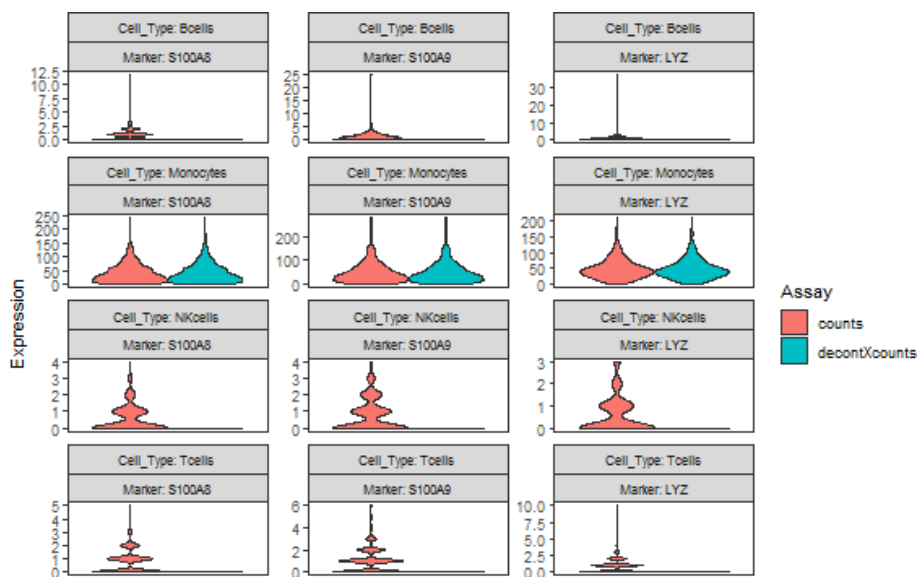 Cell_Type: Bcells
Cell_Type: Bcells
Cell_Type: Bcells
Marker: S100A8
Marker: S100A9
Marker: LYZ
12.5
10.0
7.5
5.0
2.5
0.0
25
20
15
10
5
0
30
20
10
0
Cell_Type: Monocytes
Cell_Type: Monocytes
Cell_Type: Monocytes
Marker: S100A8
Marker: S100A9
Marker: LYZ
250
200
150
100
50
0
200
100
0
200
150
100
50
0
Expression
Cell_Type: NKcells
Cell_Type: NKcells
Cell_Type: NKcells
Marker: S100A8
Marker: S100A9
Marker: LYZ
4
3
2
1
0
4
3
2
1
0
3
2
1
0
Cell_Type: Tcells
Cell_Type: Tcells
Cell_Type: Tcells
Marker: S100A8
Marker: S100A9
Marker: LYZ
5
4
3
2
1
0
6
4
2
0
10.0
7.5
5.0
2.5
0.0
Assay
counts
decontXcounts